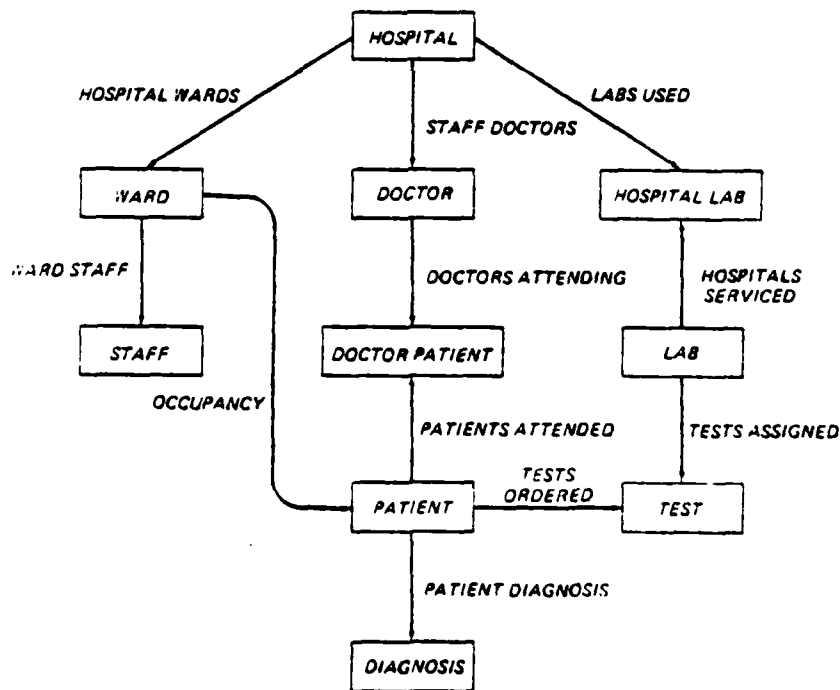 HOSPITAL
HOSPITAL WARDS
LABS USED
STAFF DOCTORS
WARD
DOCTOR
HOSPITAL LAB
WARD STAFF
DOCTORS ATTENDING
HOSPITALS
SERVICED
STAFF
DOCTOR PATIENT
LAB
OCCUPANCY
PATIENTS ATTENDED
TESTS ASSIGNED
TESTS
ORDERED
PATIENT
TEST
PATIENT DIAGNOSIS
DIAGNOSIS